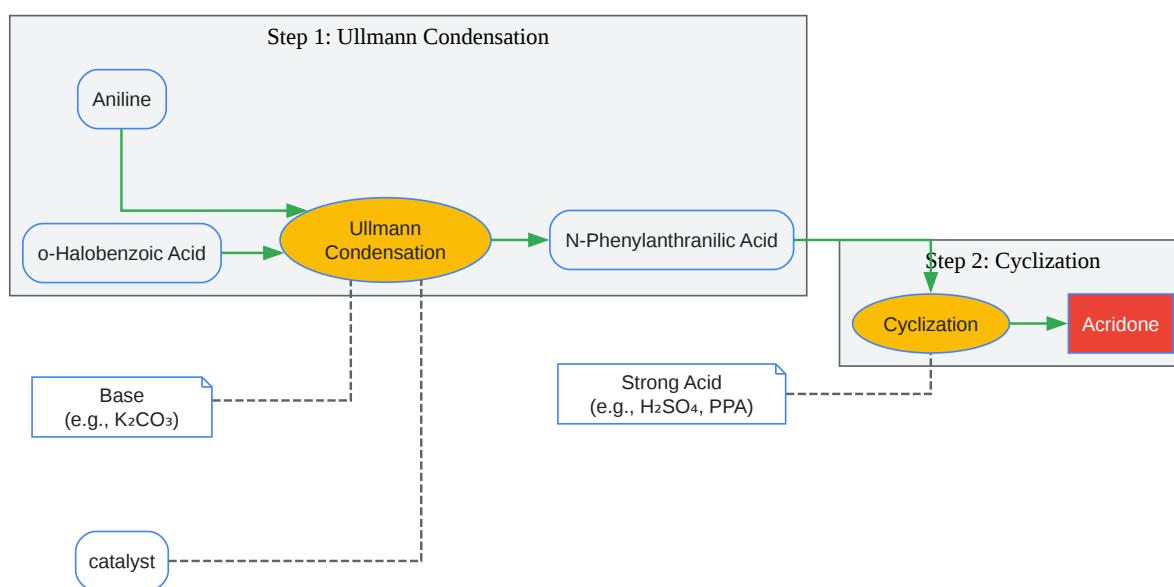 Step 1: Ullmann Condensation
Aniline
o-Halobenzoic Acid
Ullmann
Condensation
N-Phenylanthranilic Acid
Step 2: Cyclization
Cyclization
Acridone
Base
(e.g., K₂CO₃)
Strong Acid
(e.g., H₂SO₄, PPA)
catalyst